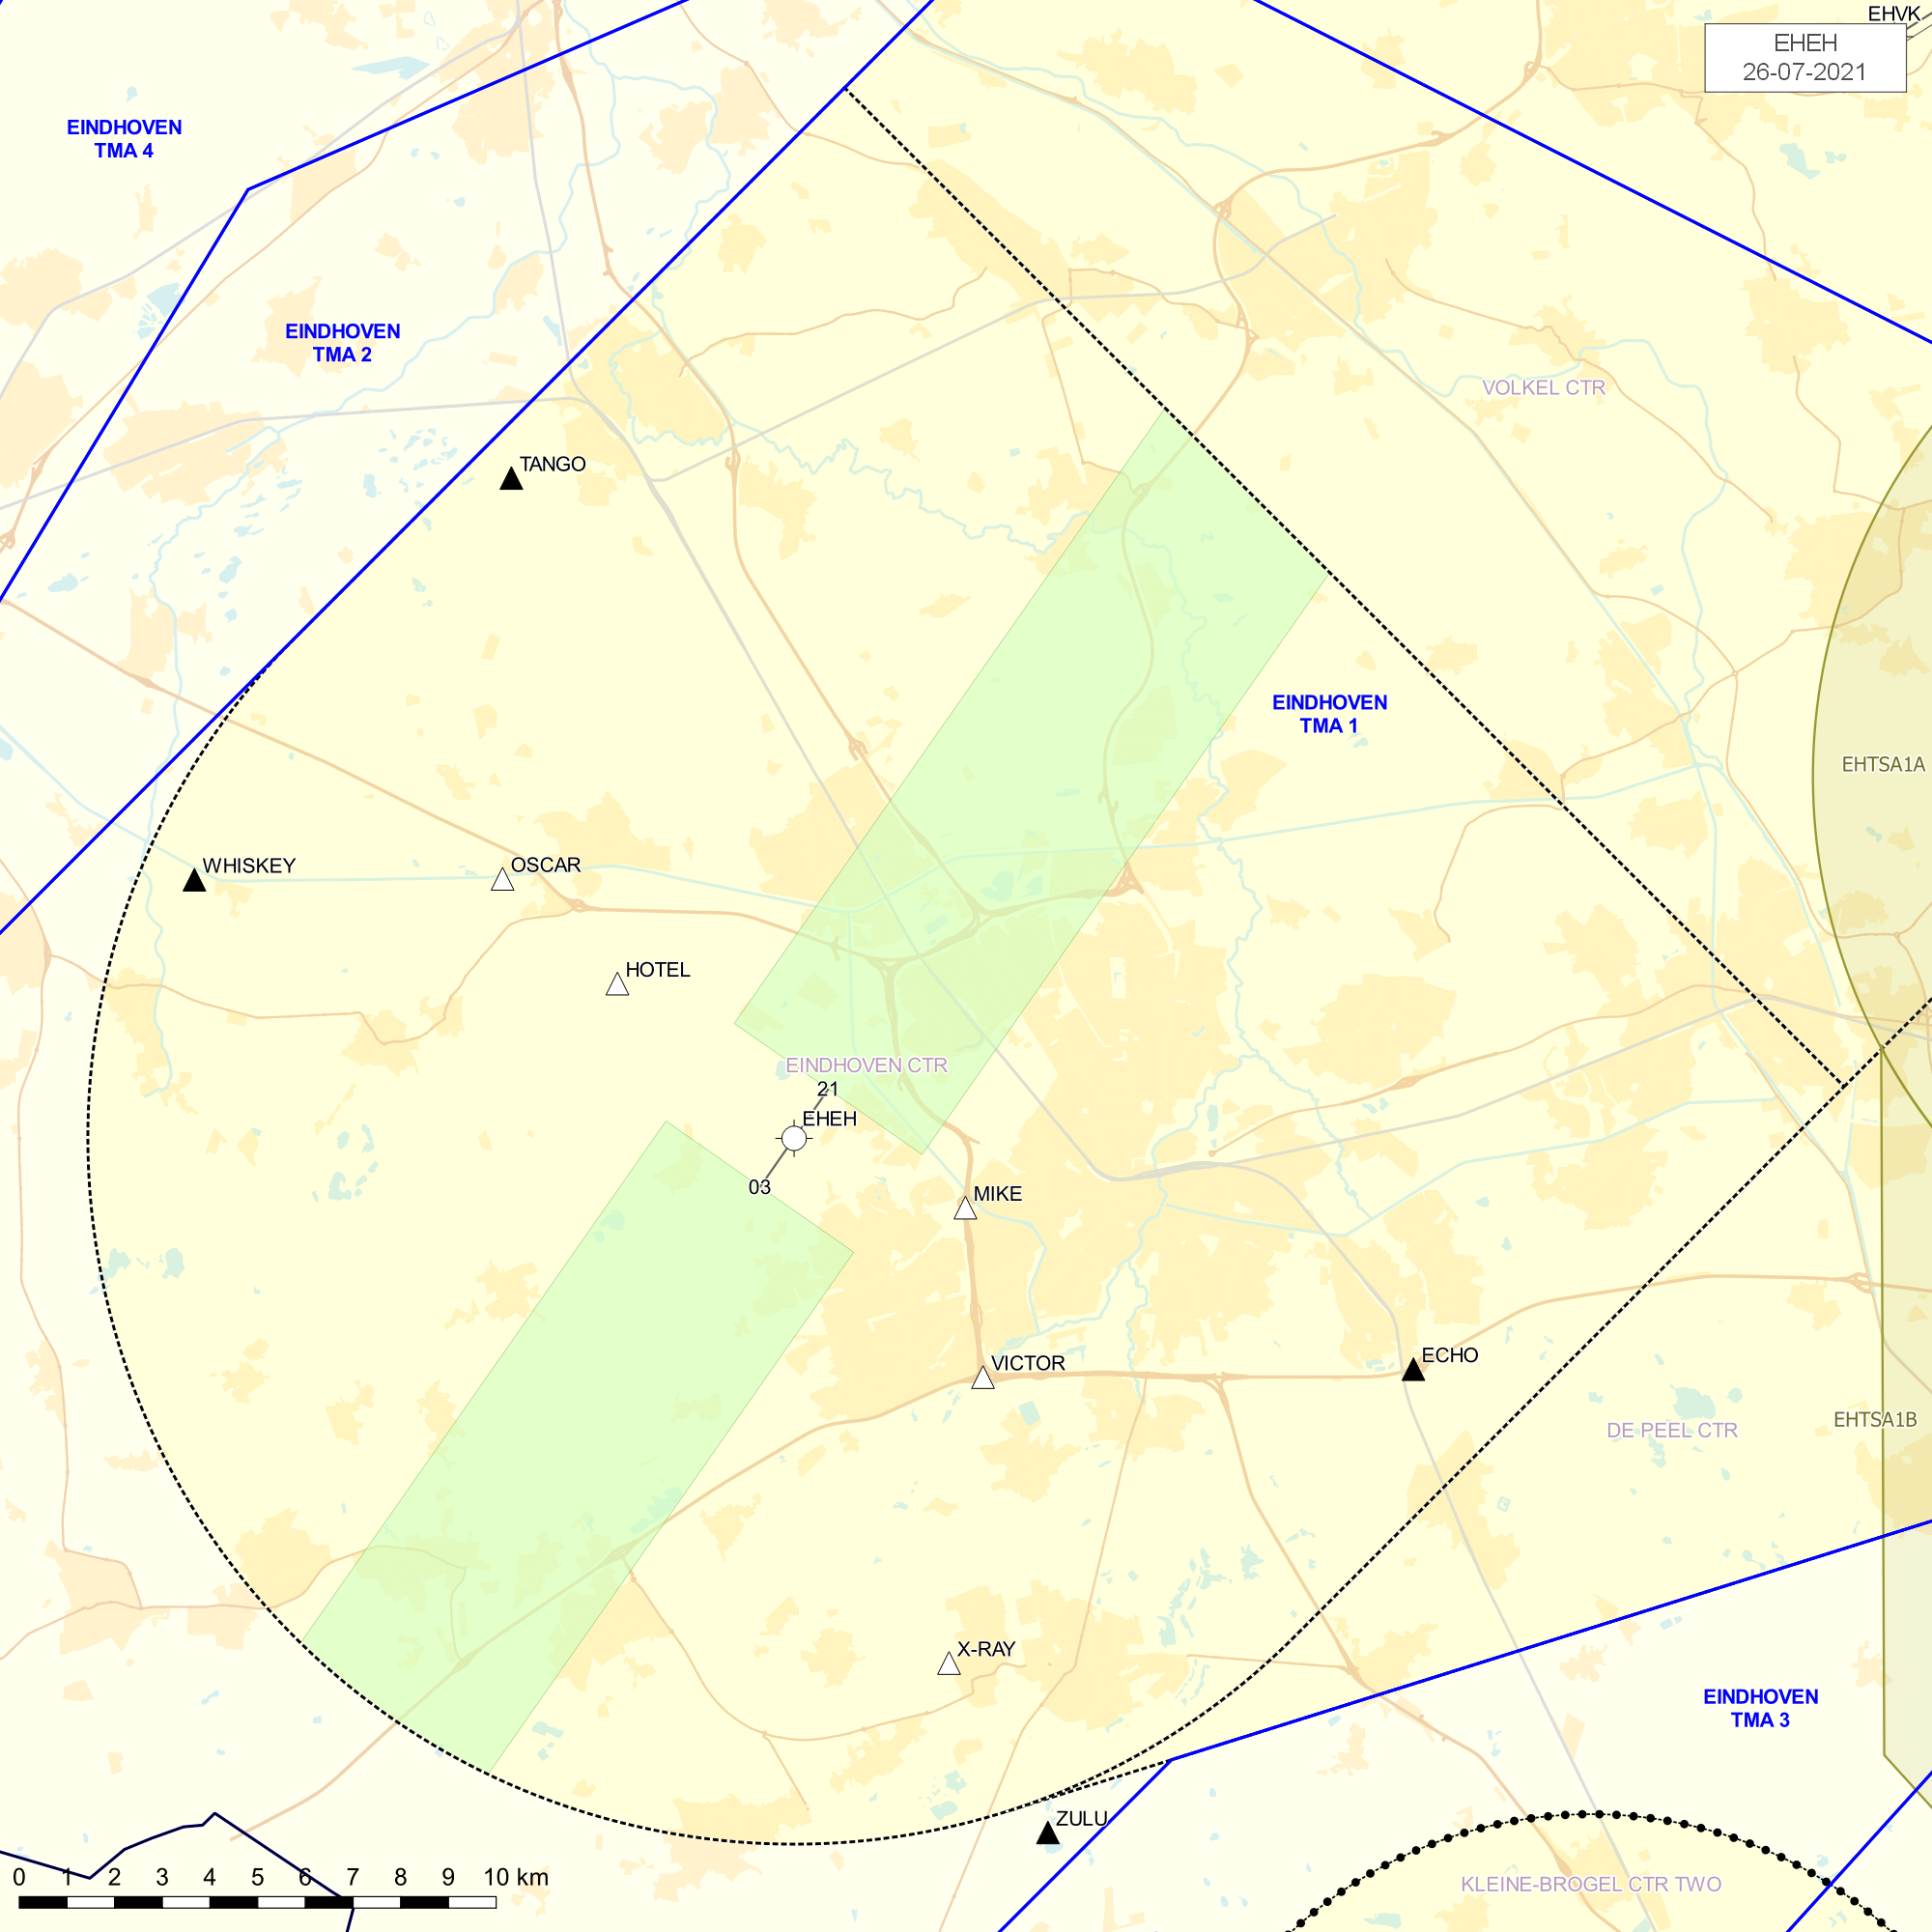 EHVK
EHEH
26-07-2021
EINDHOVEN
TMA 4
EINDHOVEN
TMA 2
VOLKEL CTR
TANGO
EINDHOVEN
TMA 1
EHTSA1A
WHISKEY
OSCAR
HOTEL
EINDHOVEN CTR
21
EHEH
03
MIKE
VICTOR
ECHO
EHTSA1B
DE PEEL CTR
X-RAY
EINDHOVEN
TMA 3
ZULU
KLEINE-BROGEL CTR TWO
0 1 2 3 4 5 6 7 8 9 10 km